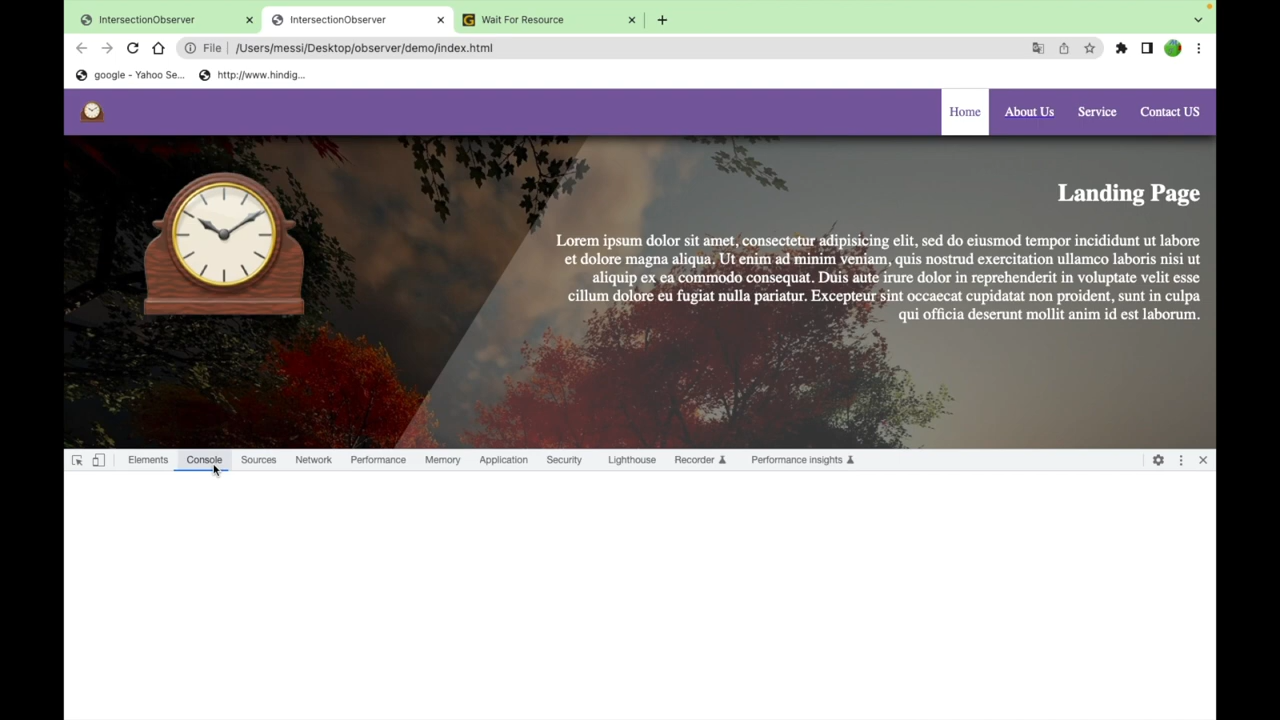 IntersectionObserver
IntersectionObserver
Wait For Resource
File /Users/messi/Desktop/observer/demo/index.html
google - Yahoo Se...
http://www.hindig...
Home About Us Service Contact US
Landing Page
Lorem ipsum dolor sit amet, consectetur adipisicing elit, sed do eiusmod tempor incididunt ut labore
et dolore magna aliqua. Ut enim ad minim veniam, quis nostrud exercitation ullamco laboris nisi ut
aliquip ex ea commodo consequat. Duis aute irure dolor in reprehenderit in voluptate velit esse
cillum dolore eu fugiat nulla pariatur. Excepteur sint occaecat cupidatat non proident, sunt in culpa
qui officia deserunt mollit anim id est laborum.
Elements Console Sources Network Performance Memory Application Security Lighthouse Recorder Performance insights